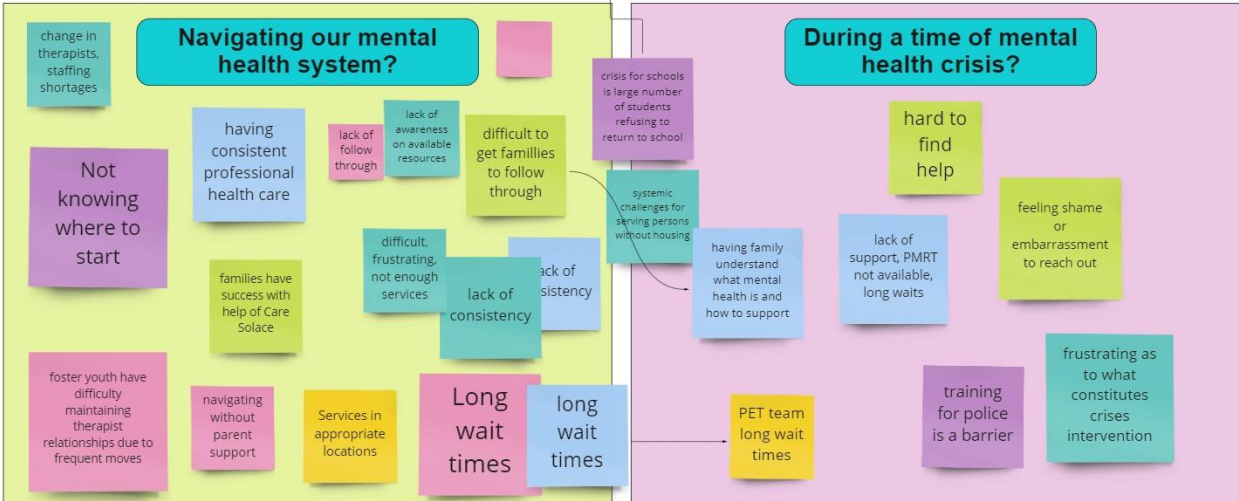 Navigating our mental
health system?
change in
therapists,
staffing
shortages
Not
knowing
where to
start
having
consistent
professional
health care
lack of
follow
through
lack of
awareness
on available
resources
difficult to
get famillies
to follow
through
families have
success with
help of Care
Solace
difficult,
frustrating,
not enough
services
lack of
consistency
ack of
sistency
foster youth have
difficulty
maintaining
therapist
relationships due to
frequent moves
navigating
without
parent
support
Services in
appropriate
locations
Long
wait
times
long
wait
times
During a time of mental
health crisis?
crisis for schools
is large number
of students
refusing to
return to school
systemic
challenges for
serving persons
without housing
having family
understand
what mental
health is and
how to support
hard to
find
help
lack of
support, PMRT
not available,
long waits
feeling shame
or
embarrassment
to reach out
PET team
long wait
times
training
for police
is a barrier
frustrating as
to what
constitutes
crises
intervention